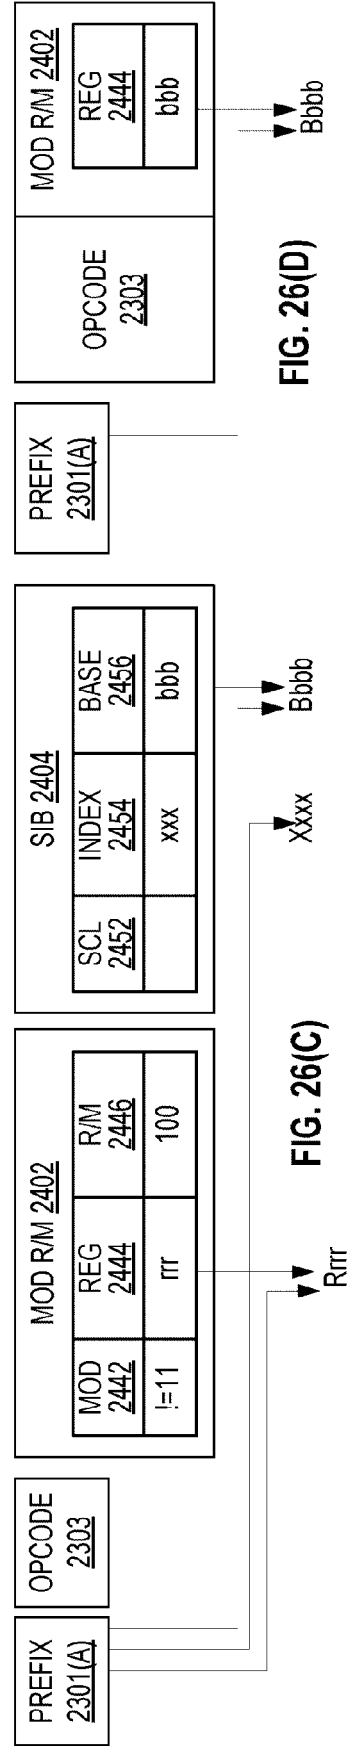 PREFIX
2301(A)
OPCODE
2303
MOD R/M 2402
MOD
2442
REG
2444
R/M
2446
!=11
rrr
100
SIB 2404
SCL
2452
INDEX
2454
BASE
2456
xxx
bbb
Rrrr
Xxxx
Bbbb
FIG. 26(C)
PREFIX
2301(A)
OPCODE
2303
MOD R/M 2402
REG
2444
bbb
Bbbb
FIG. 26(D)